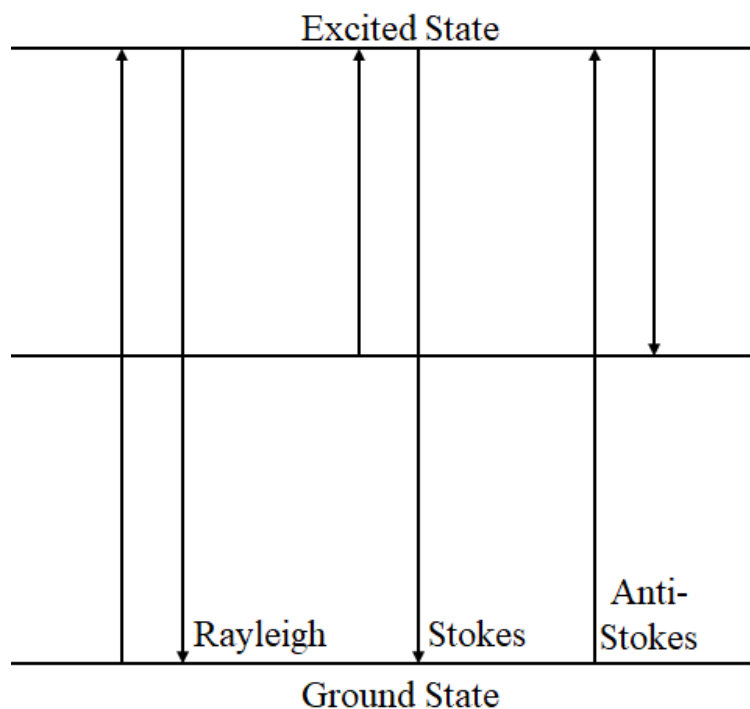 Excited State
Rayleigh
Stokes
Anti-
Stokes
Ground State